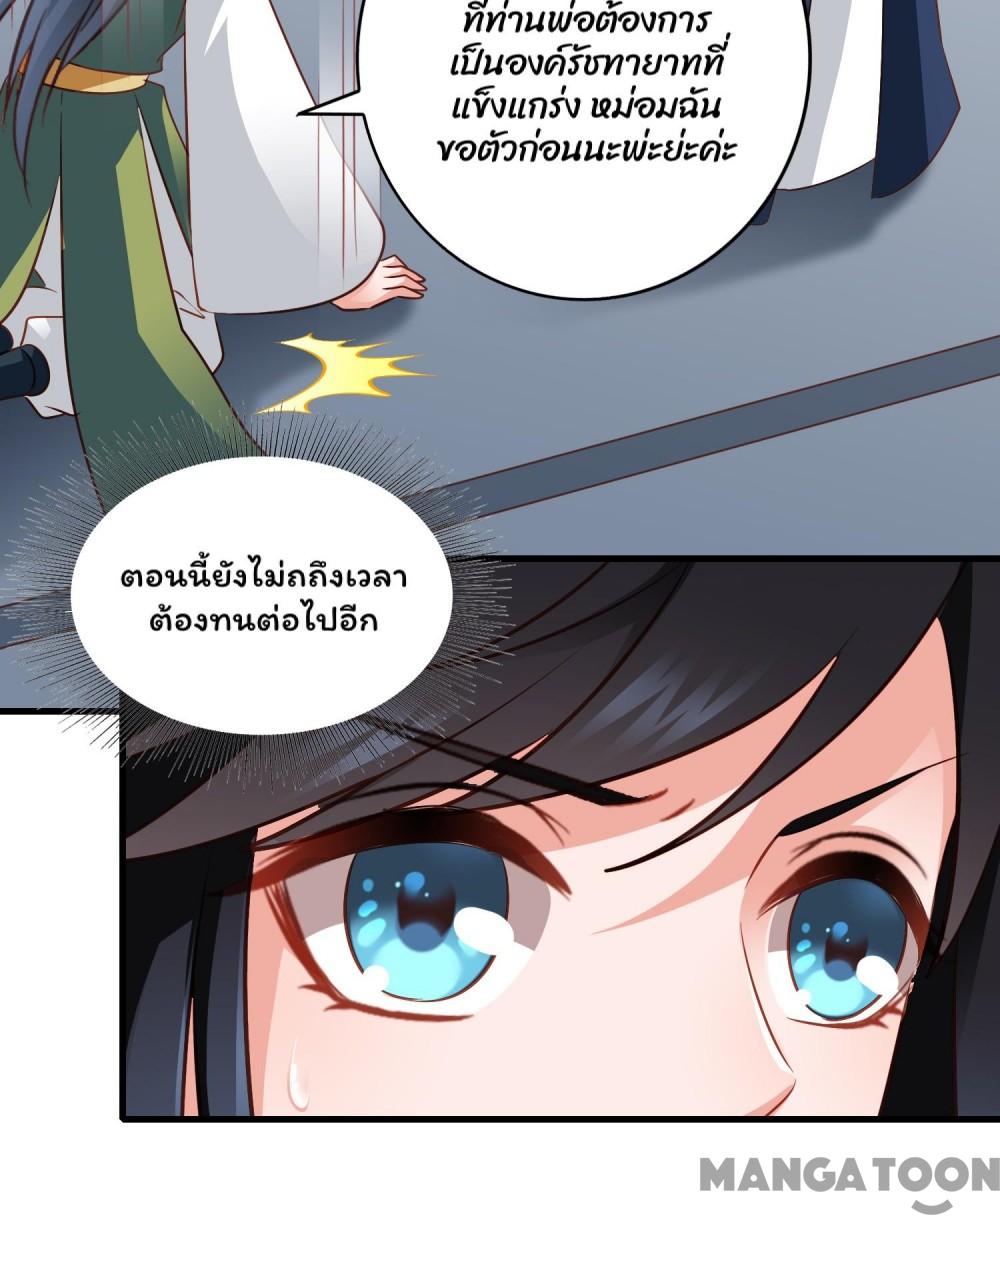 ที่ท่านพ่อต้องการ
เป็นองค์รัชทายาทที่
แข็งแกร่ง หม่อมฉัน
ขอตัวก่อนนะพ่ะย่ะค่ะ
ตอนนี้ยังไม่ถถึงเวลา
ต้องทนต่อไปอีก
MANGATOON